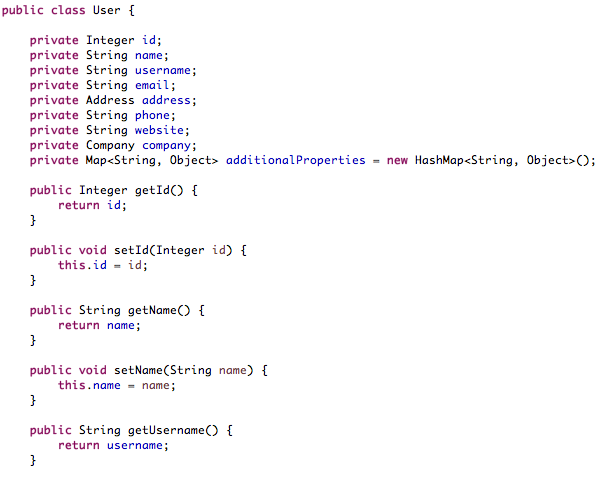 public class User {
    private Integer id;
    private String name;
    private String username;
    private String email;
    private Address address;
    private String phone;
    private String website;
    private Company company;
    private Map<String, Object> additionalProperties = new HashMap<String, Object>();
    public Integer getId() {
        return id;
    }
    public void setId(Integer id) {
        this.id = id;
    }
    public String getName() {
        return name;
    }
    public void setName(String name) {
        this.name = name;
    }
    public String getUsername() {
        return username;
    }